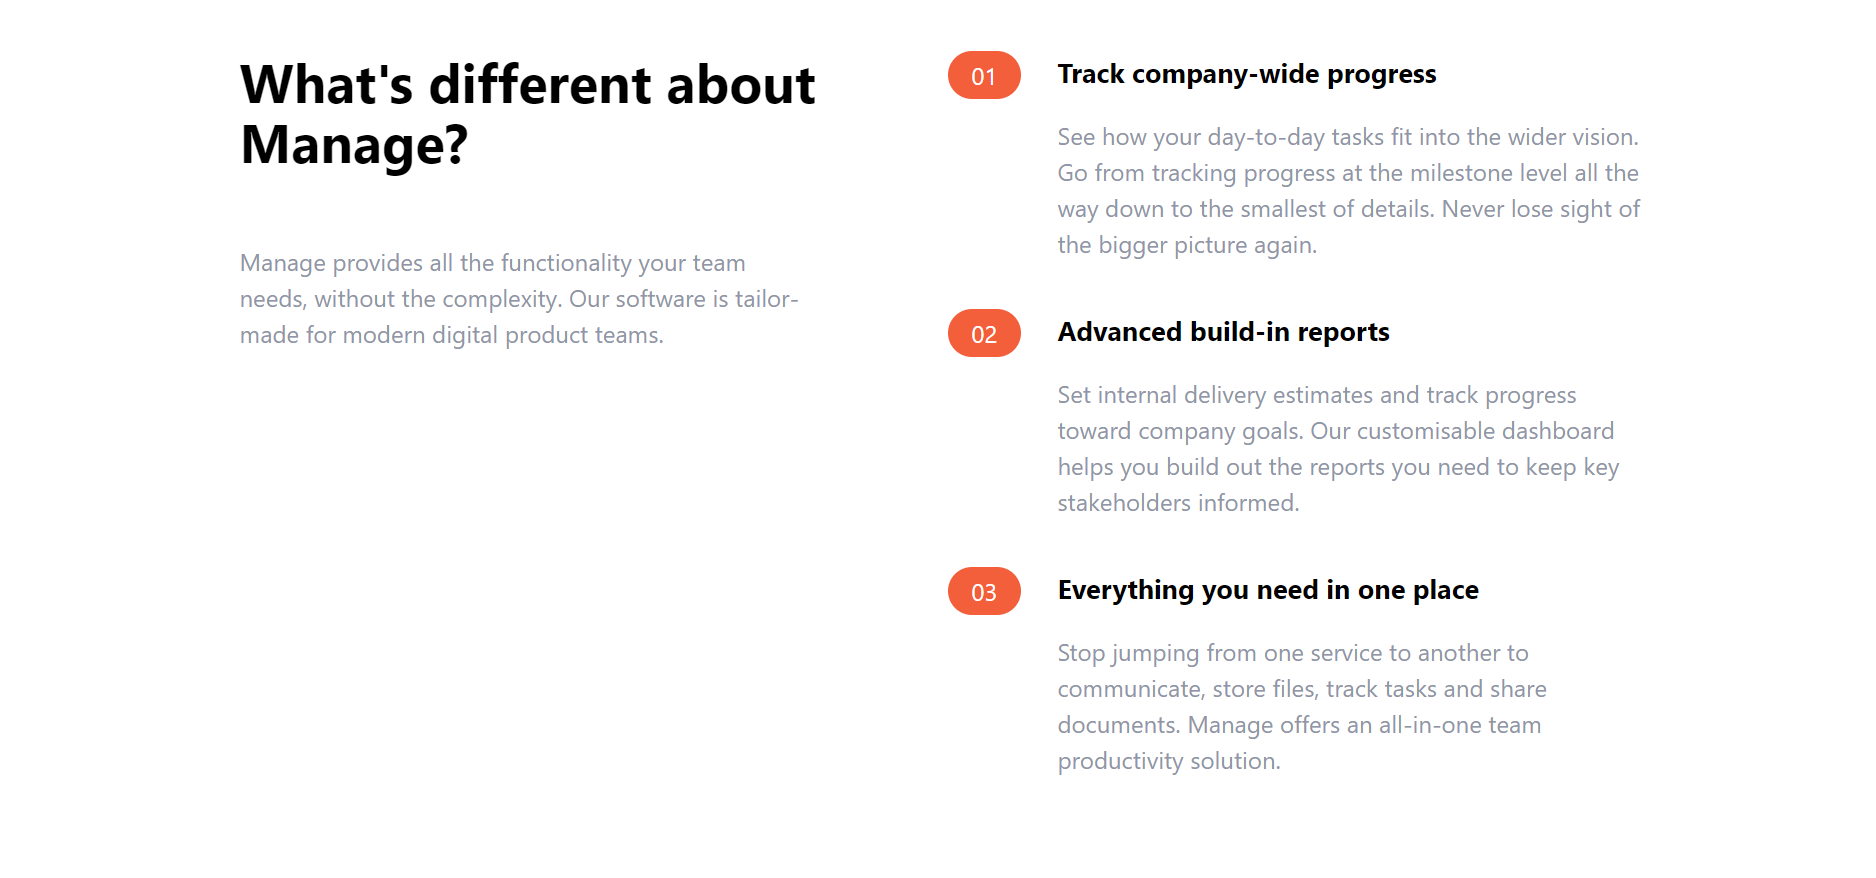 What's different about
Manage?
Manage provides all the functionality your team
needs, without the complexity. Our software is tailor-
made for modern digital product teams.
01
Track company-wide progress
See how your day-to-day tasks fit into the wider vision.
Go from tracking progress at the milestone level all the
way down to the smallest of details. Never lose sight of
the bigger picture again.
02
Advanced build-in reports
Set internal delivery estimates and track progress
toward company goals. Our customisable dashboard
helps you build out the reports you need to keep key
stakeholders informed.
03
Everything you need in one place
Stop jumping from one service to another to
communicate, store files, track tasks and share
documents. Manage offers an all-in-one team
productivity solution.